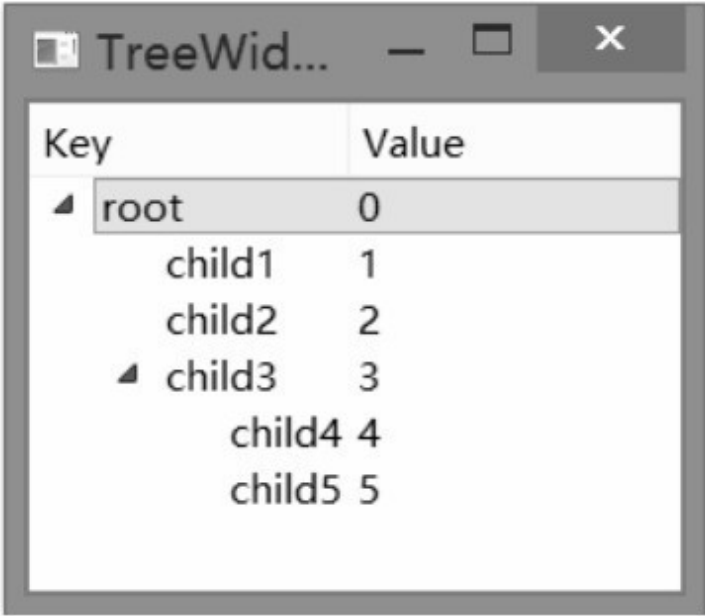 TreeWid...
Key Value
root 0
child1 1
child2 2
child3 3
child4 4
child5 5